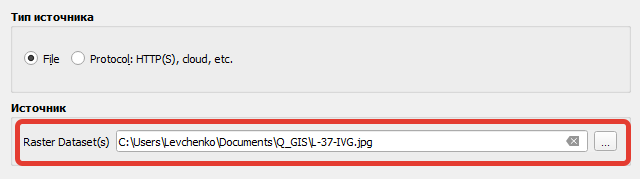 Тип источника
File Protocol: HTTP(S), cloud, etc.
Источник
Raster Dataset(s) C:\Users\Levchenko\Documents\Q_GIS\L-37-IVG.jpg ...